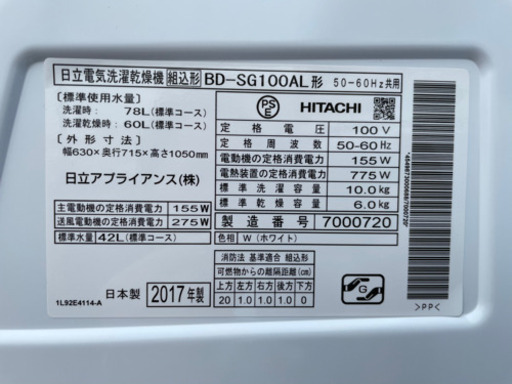 日立電気洗濯乾燥機 組込形 BD-SG100AL形 50-60Hz共用
[標準使用水量]
洗濯時: 78L(標準コース)
洗濯乾燥時: 60L(標準コース)
[外形寸法]
幅630×奥行715×高さ1050mm
日立アプライアンス(株)
主電動機の定格消費電力 155W
送風電動機の定格消費電力 275W
標準水量 42L(標準コース)
日本製 2017年製
1L92E4114-A
PS E HITACHI
定格電圧 100V
定格周波数 50-60Hz
電動機の定格消費電力 155W
電熱装置の定格消費電力 775W
標準洗濯容量 10.0kg
標準乾燥容量 6.0kg
製造番号 7000720
色相 W(ホワイト)
消防法 基準適合 組込形
可燃物からの離隔距離(cm)
上方 左方 右方 前方 後方 下方
20 1.0 1.0 ロ 1.0 0
G
>PP<